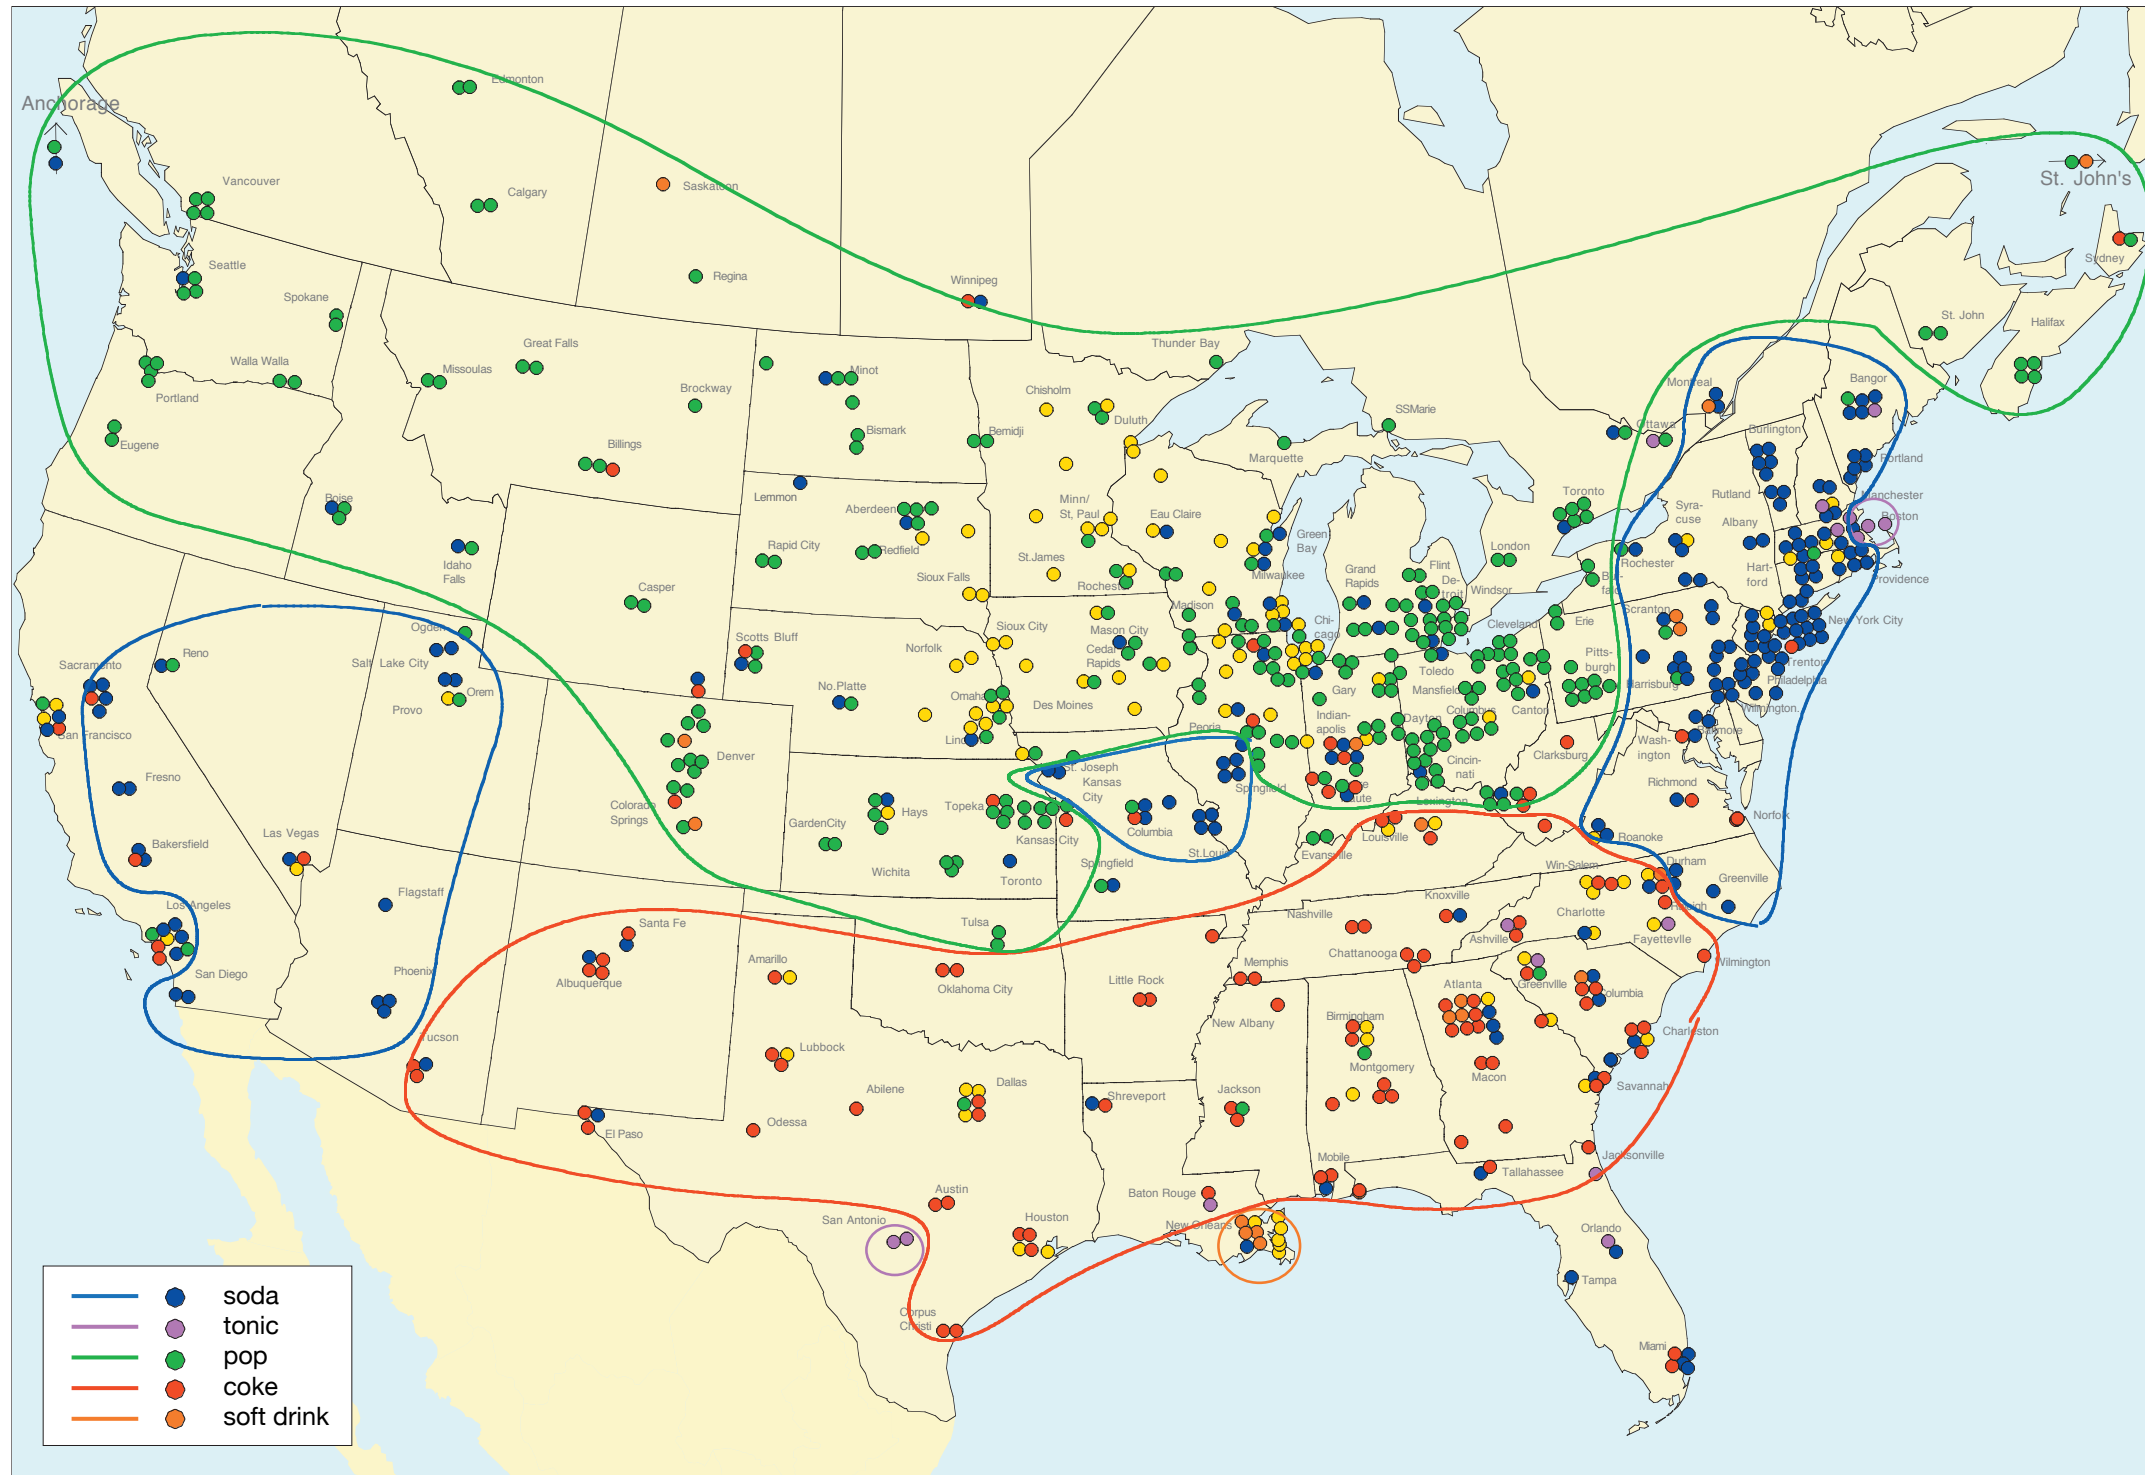 Edmonton
Anchorage
Vancouver
Calgary
Saskatoon
St. John's
Seattle
Regina
Winnipeg
Sydney
Spokane
St. John
Halifax
Great Falls
Thunder Bay
Walla Walla
Missoulas
Minot
Montreal
Bangor
Portland
Brockway
Chisholm
Duluth
SSMarie
Eugene
Billings
Bismark
Bemidji
Ottawa
Burlington
Marquette
Portland
Boise
Lemmon
Minn/
St, Paul
Eau Claire
Toronto
Rutland
Manchester
Aberdeen
Syra-
cuse
Albany
Boston
Green
Bay
Rapid City
Redfield
St.James
London
Rochester
Idaho
Falls
Casper
Sioux Falls
Rochester
Milwaukee
Grand
Rapids
Flint
De-
troit
Windsor
Buf-
falo
Hart-
ford
Providence
Madison
Scranton
Ogden
Scotts Bluff
Sioux City
Mason City
Chi-
cago
Cleveland
Erie
New York City
Sacramento
Reno
Salt Lake City
Norfolk
Cedar
Rapids
Toledo
Pitts-
burgh
Trenton
Orem
No.Platte
Omaha
Gary
Mansfield
Harrisburg
Philadelphia
Provo
Des Moines
Indian-
apolis
Dayton
Columbus
Canton
Wilmington.
San Francisco
Peoria
Baltimore
Denver
Clarksburg
Wash-
ington
St. Joseph
Cincin-
nati
Fresno
Kansas
City
Springfield
Richmond
Colorado
Springs
Hays
Topeka
Lexington
Norfolk
GardenCity
Columbia
Las Vegas
Bakersfield
Kansas City
St.Louis
Evansville
Louisville
Roanoke
Wichita
Toronto
Springfield
Win-Salem
Durham
Flagstaff
Knoxville
Greenville
Los Angeles
Santa Fe
Tulsa
Nashville
Charlotte
Raleigh
Ashville
Fayettevlle
San Diego
Phoenix
Albuquerque
Amarillo
Oklahoma City
Little Rock
Memphis
Chattanooga
Greenvllle
Wilmington
Atlanta
Columbia
New Albany
Birmingham
Charleston
Tucson
Lubbock
Montgomery
Macon
Savannah
Abilene
Dallas
Shreveport
Jackson
El Paso
Odessa
Mobile
Tallahassee
Jacksonville
Austin
Baton Rouge
San Antonio
Houston
New Orleans
Orlando
Tampa
Corpus
Christi
Miami
soda
tonic
pop
coke
soft drink